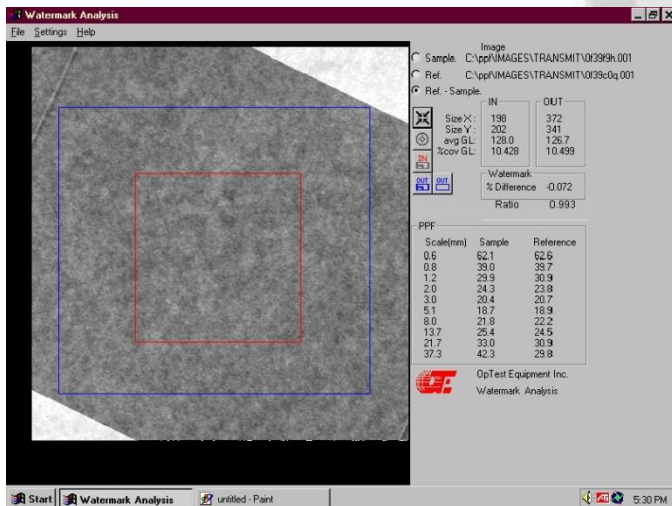 Watermark Analysis
File Settings Help
Image
Sample. C:\ppf\IMAGES\TRANSMIT\0f39f9h.001
Ref. C:\ppf\IMAGES\TRANSMIT\0f39c0q.001
Ref. - Sample.
IN OUT
Size X : 198 372
Size Y : 202 341
avg GL : 128.0 126.7
%cov GL : 10.428 10.499
IN
OUT OUT
Watermark
% Difference -0.072
Ratio 0.993
PPF
Scale(mm) Sample Reference
0.6 62.1 62.6
0.8 39.0 39.7
1.2 29.9 30.9
2.0 24.3 23.8
3.0 20.4 20.7
5.1 18.7 18.9
8.0 21.8 22.2
13.7 25.4 24.5
21.7 33.0 30.9
37.3 42.3 29.8
OpTest Equipment Inc.
Watermark Analysis
Start Watermark Analysis untitled - Paint ATI 5:30 PM